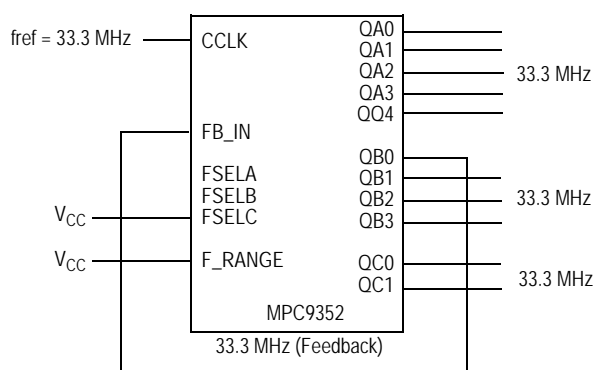 fref = 33.3 MHz
CCLK
FB_IN
FSELA
FSELB
VCC
FSELC
VCC
F_RANGE
QA0
QA1
QA2
33.3 MHz
QA3
QQ4
QB0
QB1
QB2
33.3 MHz
QB3
QC0
33.3 MHz
QC1
MPC9352
33.3 MHz (Feedback)